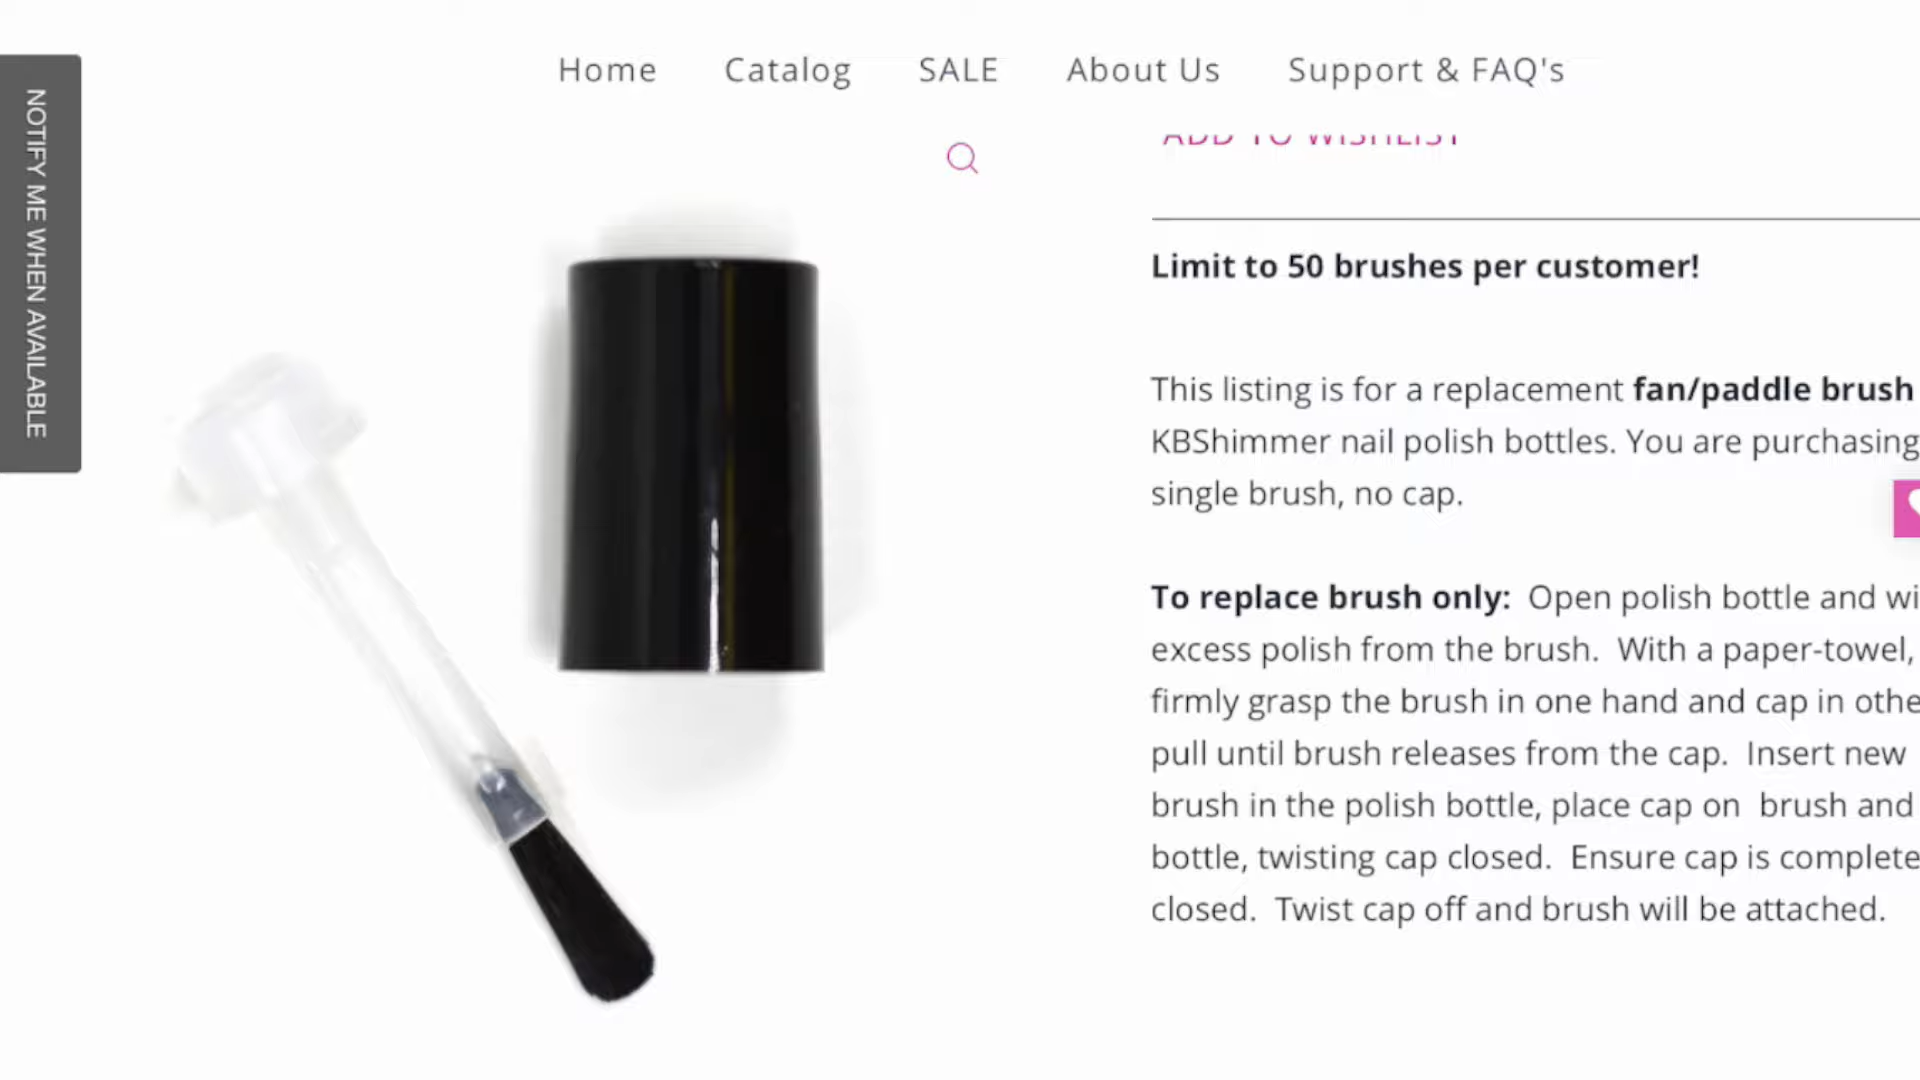 Home Catalog SALE About Us Support & FAQ's
NOTIFY ME WHEN AVAILABLE
ADD TO WISHLIST
Limit to 50 brushes per customer!
This listing is for a replacement fan/paddle brush
KBShimmer nail polish bottles. You are purchasing
single brush, no cap.
To replace brush only: Open polish bottle and wi
excess polish from the brush. With a paper-towel,
firmly grasp the brush in one hand and cap in othe
pull until brush releases from the cap. Insert new
brush in the polish bottle, place cap on brush and
bottle, twisting cap closed. Ensure cap is complete
closed. Twist cap off and brush will be attached.